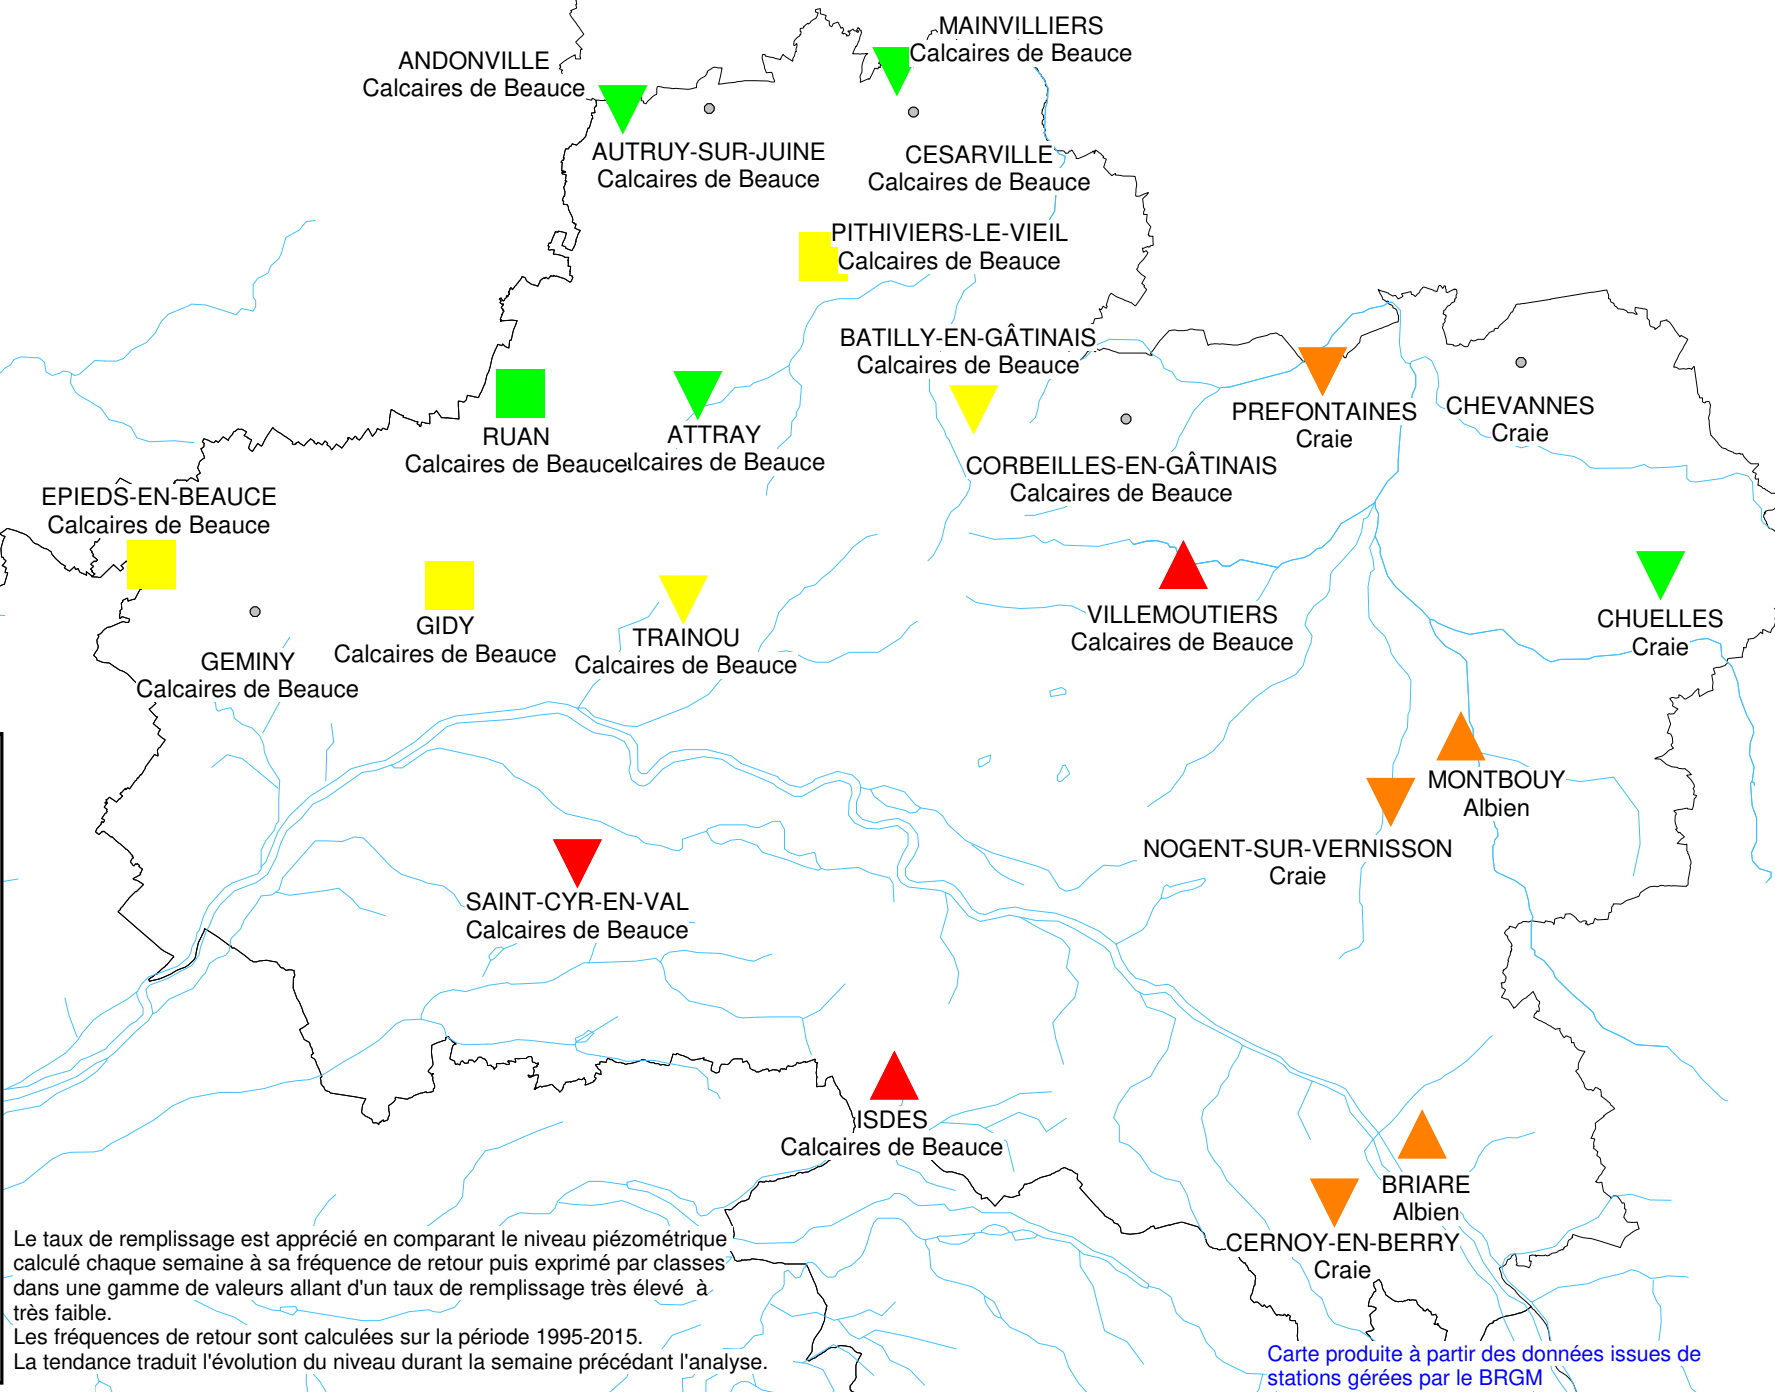 MAINVILLIERS
Calcaires de Beauce
ANDONVILLE
Calcaires de Beauce
AUTRUY-SUR-JUINE
Calcaires de Beauce
CESARVILLE
Calcaires de Beauce
PITHIVIERS-LE-VIEIL
Calcaires de Beauce
BATILLY-EN-GÂTINAIS
Calcaires de Beauce
PREFONTAINES
Craie
CHEVANNES
Craie
RUAN
Calcaires de Beauce
ATTRAY
alcaires de Beauce
CORBEILLES-EN-GÂTINAIS
Calcaires de Beauce
EPIEDS-EN-BEAUCE
Calcaires de Beauce
VILLEMOUTIERS
Calcaires de Beauce
CHUELLES
Craie
GIDY
Calcaires de Beauce
TRAINOU
Calcaires de Beauce
GEMINY
Calcaires de Beauce
MONTBOUY
Albien
NOGENT-SUR-VERNISSON
Craie
SAINT-CYR-EN-VAL
Calcaires de Beauce
ISDES
Calcaires de Beauce
BRIARE
Albien
CERNOY-EN-BERRY
Craie
Le taux de remplissage est apprécié en comparant le niveau piézométrique
calculé chaque semaine à sa fréquence de retour puis exprimé par classes
dans une gamme de valeurs allant d'un taux de remplissage très élevé à
très faible.
Les fréquences de retour sont calculées sur la période 1995-2015.
La tendance traduit l'évolution du niveau durant la semaine précédant l'analyse.
Carte produite à partir des données issues de
stations gérées par le BRGM